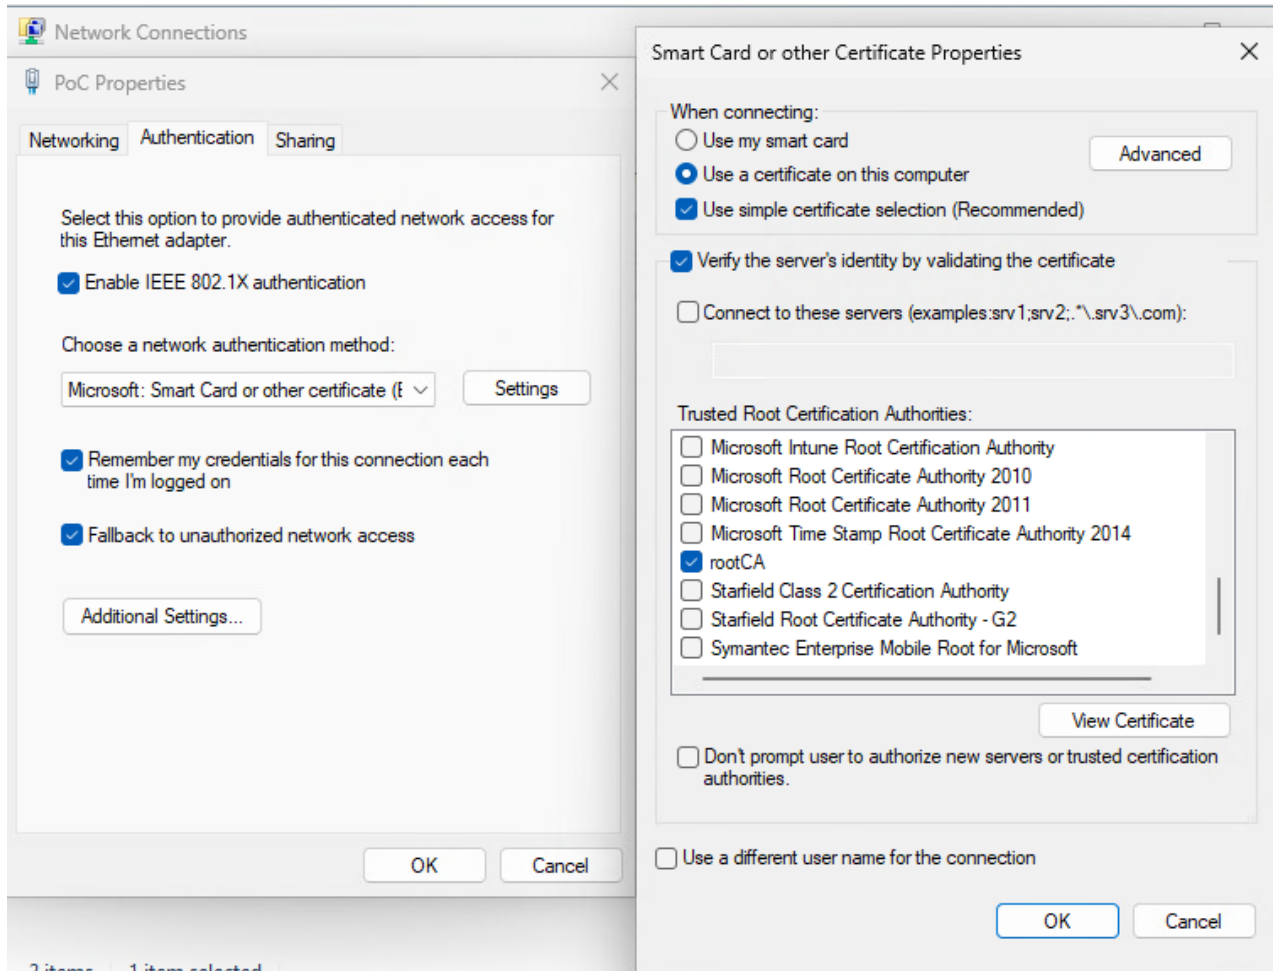 Network Connections
PoC Properties
Networking
Authentication
Sharing
Select this option to provide authenticated network access for
this Ethernet adapter.
Enable IEEE 802.1X authentication
Choose a network authentication method:
Microsoft: Smart Card or other certificate (E
Settings
Remember my credentials for this connection each
time I'm logged on
Fallback to unauthorized network access
Additional Settings...
OK
Cancel
2 items
1 item selected
Smart Card or other Certificate Properties
When connecting:
Use my smart card
Advanced
Use a certificate on this computer
Use simple certificate selection (Recommended)
Verify the server's identity by validating the certificate
Connect to these servers (examples:srv1;srv2;.*\.srv3\.com):
Trusted Root Certification Authorities:
Microsoft Intune Root Certification Authority
Microsoft Root Certificate Authority 2010
Microsoft Root Certificate Authority 2011
Microsoft Time Stamp Root Certificate Authority 2014
rootCA
Starfield Class 2 Certification Authority
Starfield Root Certificate Authority - G2
Symantec Enterprise Mobile Root for Microsoft
View Certificate
Don't prompt user to authorize new servers or trusted certification
authorities.
Use a different user name for the connection
OK
Cancel